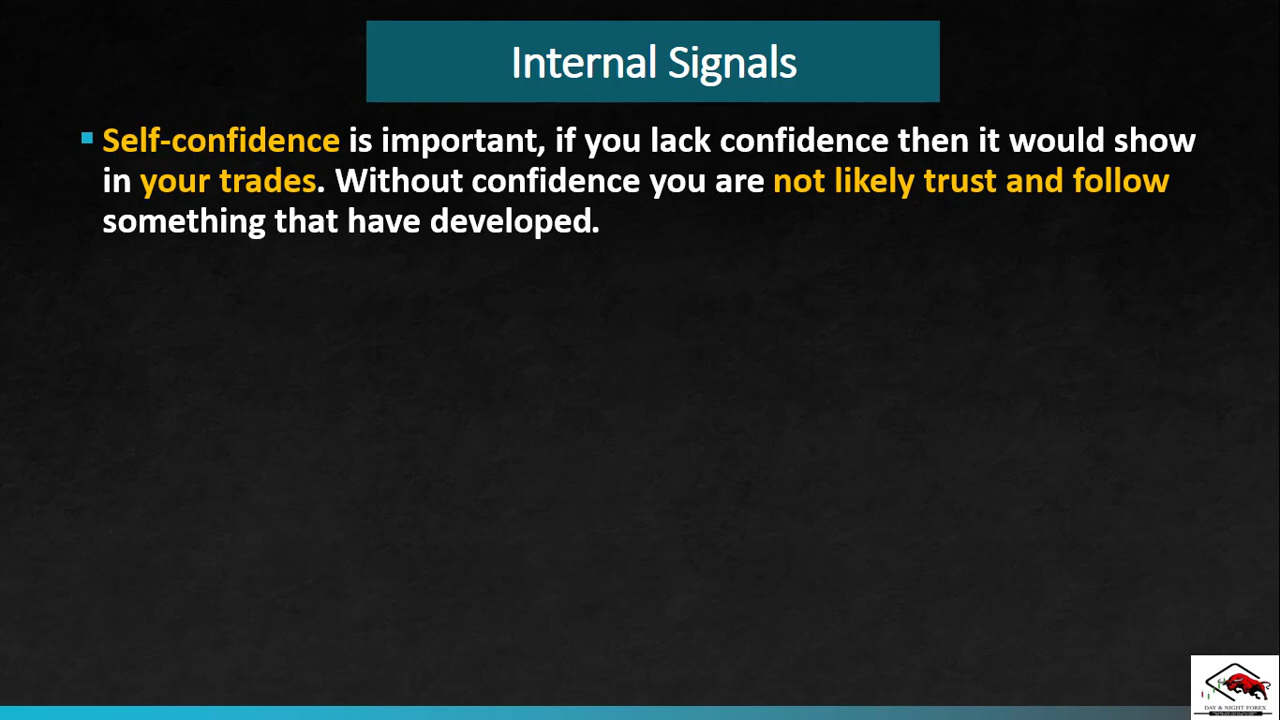 Internal Signals
Self-confidence is important, if you lack confidence then it would show
in your trades. Without confidence you are not likely trust and follow
something that have developed.
DAY & NIGHT FOREX